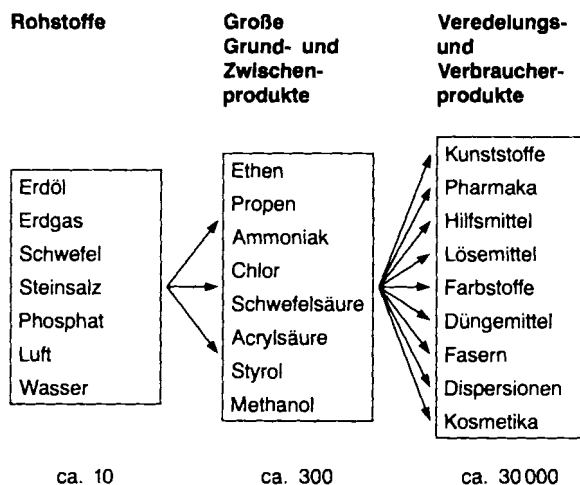 Rohstoffe
Große
Grund- und
Zwischen-
produkte
Veredelungs-
und
Verbraucher-
produkte
Erdöl
Erdgas
Schwefel
Steinsalz
Phosphat
Luft
Wasser
Ethen
Propen
Ammoniak
Chlor
Schwefelsäure
Acrylsäure
Styrol
Methanol
Kunststoffe
Pharmaka
Hilfsmittel
Lösemittel
Farbstoffe
Düngemittel
Fasern
Dispersionen
Kosmetika
ca. 10
ca. 300
ca. 30 000